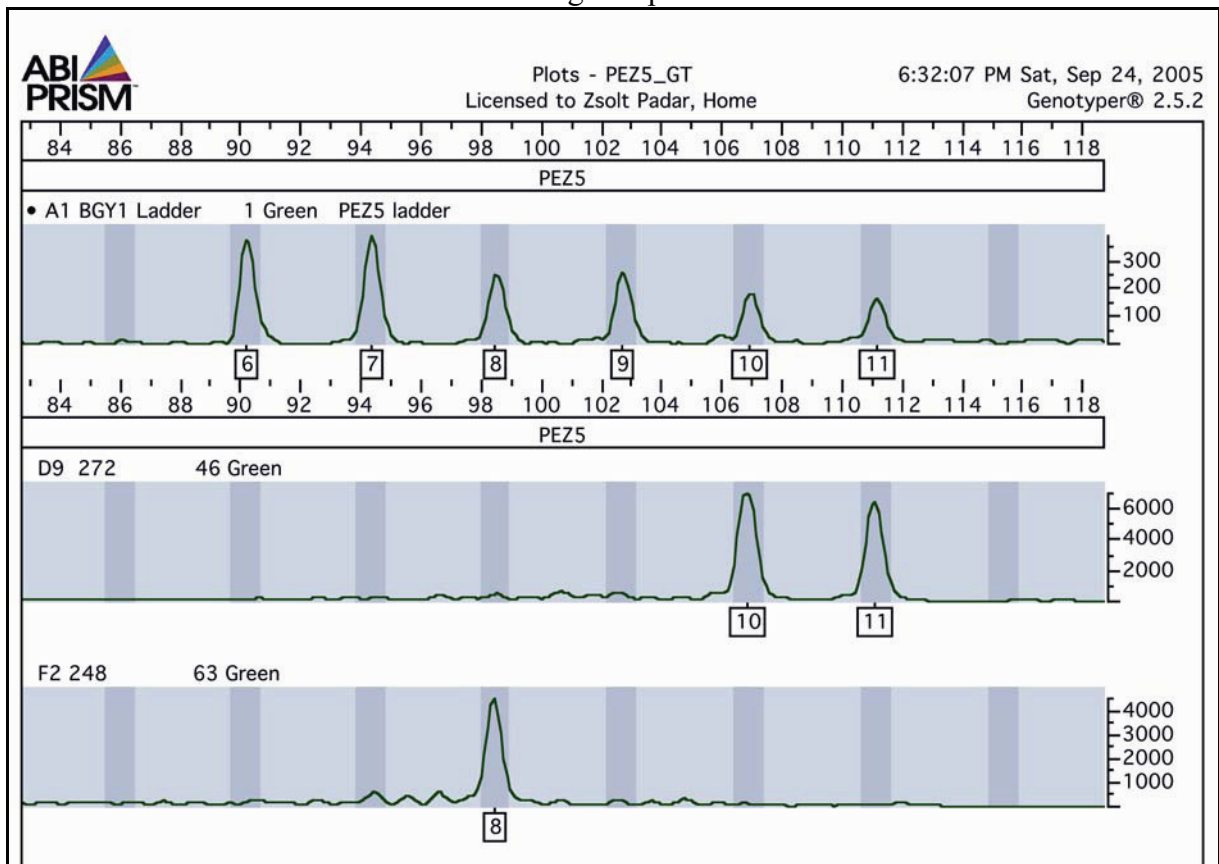 ABI
PRISM
Plots - PEZ5_GT
6:32:07 PM Sat, Sep 24, 2005
Licensed to Zsolt Padar, Home
Genotyper® 2.5.2
84 86 88 90 92 94 96 98 100 102 104 106 108 110 112 114 116 118
PEZ5
• A1 BGY1 Ladder 1 Green PEZ5 ladder
300
200
100
6 7 8 9 10 11
84 86 88 90 92 94 96 98 100 102 104 106 108 110 112 114 116 118
PEZ5
D9 272 46 Green
6000
4000
2000
10 11
F2 248 63 Green
4000
3000
2000
1000
8